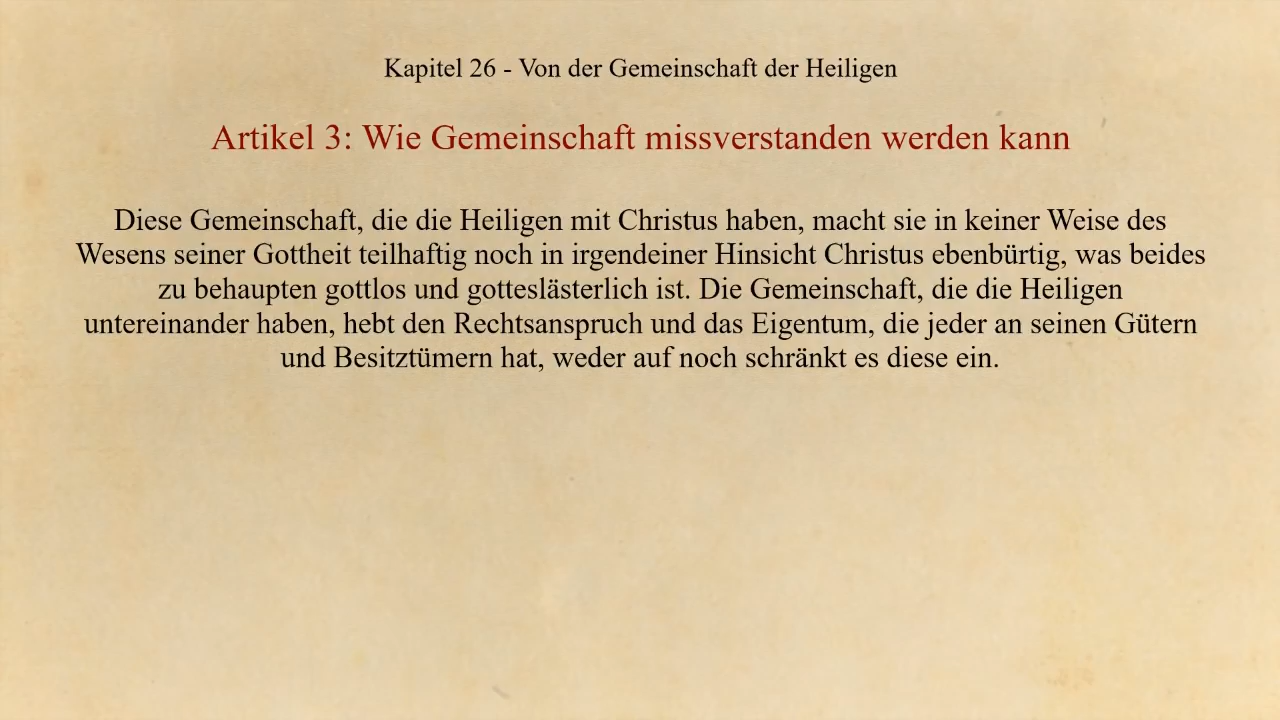 Kapitel 26 - Von der Gemeinschaft der Heiligen
Artikel 3: Wie Gemeinschaft missverstanden werden kann
Diese Gemeinschaft, die die Heiligen mit Christus haben, macht sie in keiner Weise des
Wesens seiner Gottheit teilhaftig noch in irgendeiner Hinsicht Christus ebenbürtig, was beides
zu behaupten gottlos und gotteslästerlich ist. Die Gemeinschaft, die die Heiligen
untereinander haben, hebt den Rechtsanspruch und das Eigentum, die jeder an seinen Gütern
und Besitztümern hat, weder auf noch schränkt es diese ein.